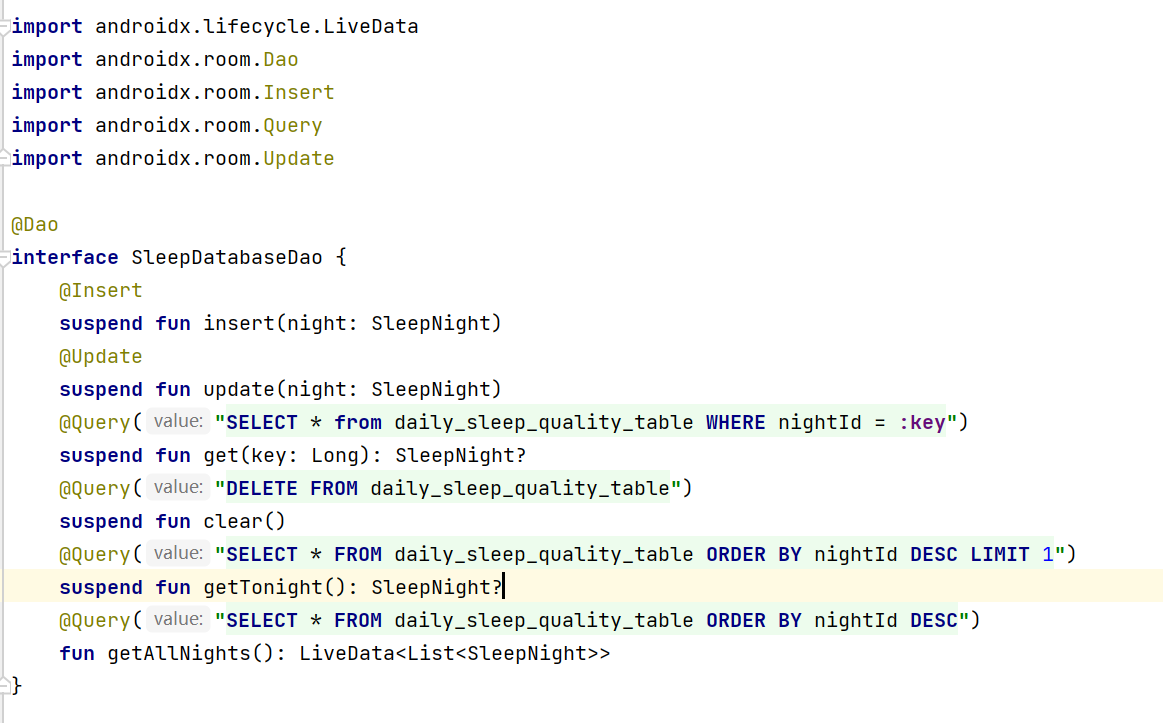 import androidx.lifecycle.LiveData
import androidx.room.Dao
import androidx.room.Insert
import androidx.room.Query
import androidx.room.Update
@Dao
interface SleepDatabaseDao {
@Insert
suspend fun insert(night: SleepNight)
@Update
suspend fun update(night: SleepNight)
@Query( value: "SELECT * from daily_sleep_quality_table WHERE nightId = :key")
suspend fun get(key: Long): SleepNight?
@Query( value: "DELETE FROM daily_sleep_quality_table")
suspend fun clear()
@Query( value: "SELECT * FROM daily_sleep_quality_table ORDER BY nightId DESC LIMIT 1")
suspend fun getTonight(): SleepNight?
@Query( value: "SELECT * FROM daily_sleep_quality_table ORDER BY nightId DESC")
fun getAllNights(): LiveData<List<SleepNight>>
}